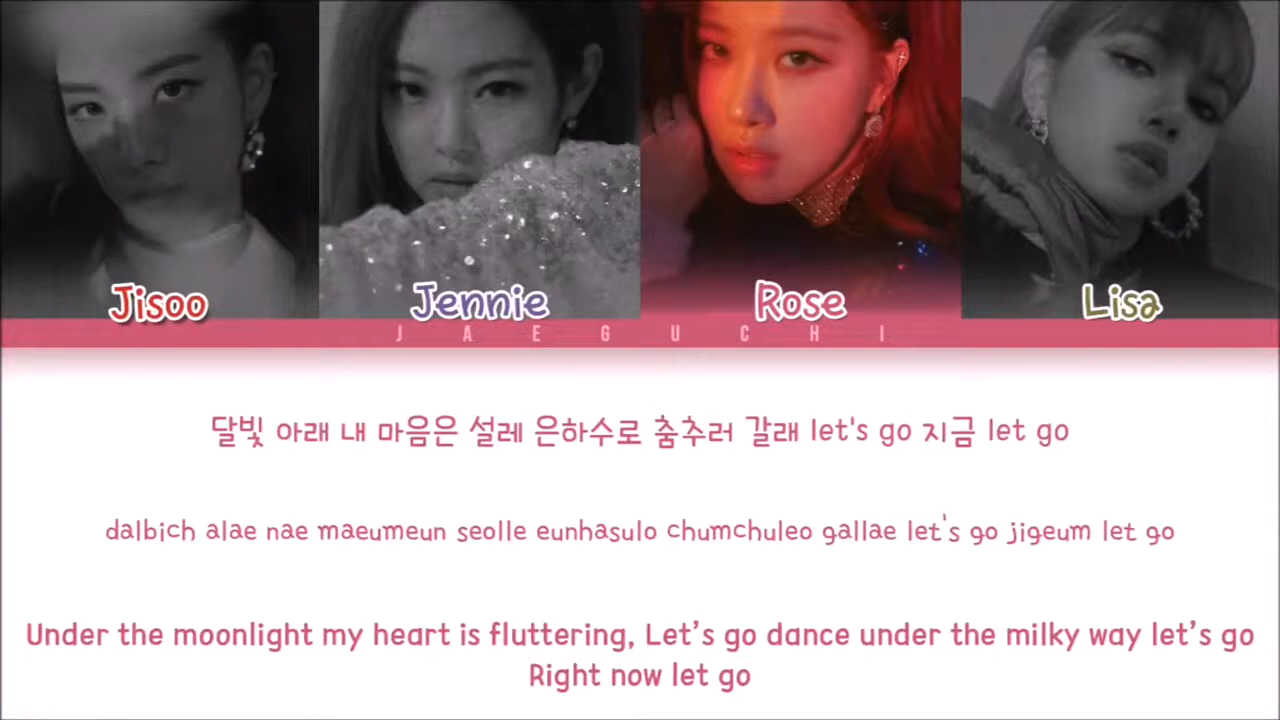 Jisoo Jennie Rose Lisa
JAEGUCHI
달빛 아래 내 마음은 설레 은하수로 춤추러 갈래 let's go 지금 let go
dalbich alae nae maeumeun seolle eunhasulo chumchuleo gallae let's go jigeum let go
Under the moonlight my heart is fluttering, Let’s go dance under the milky way let’s go
Right now let go